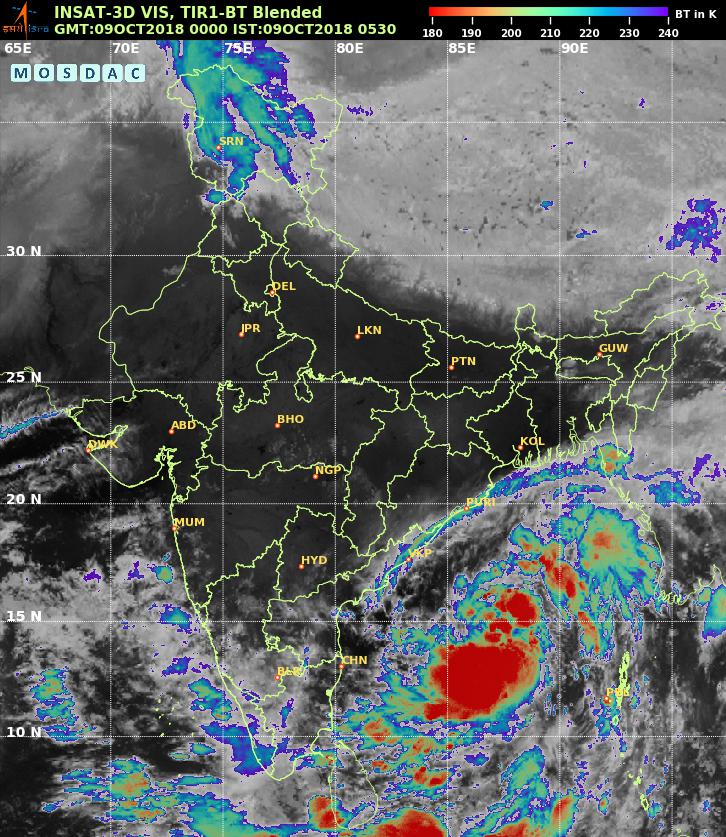 INSAT-3D VIS, TIR1-BT Blended
GMT:09OCT2018 0000 IST:09OCT2018 0530
BT in K
180 190 200 210 220 230 240
65E 70E 75E 80E 85E 90E
MOSDAC
SRN
30 N
DEL
JPR LKN GUW
PTN
25 N
ABD BHO
DWK KOL
NGP
20 N PURI
MUM VKP
HYD
15 N
BLR CHN
PBL
10 N